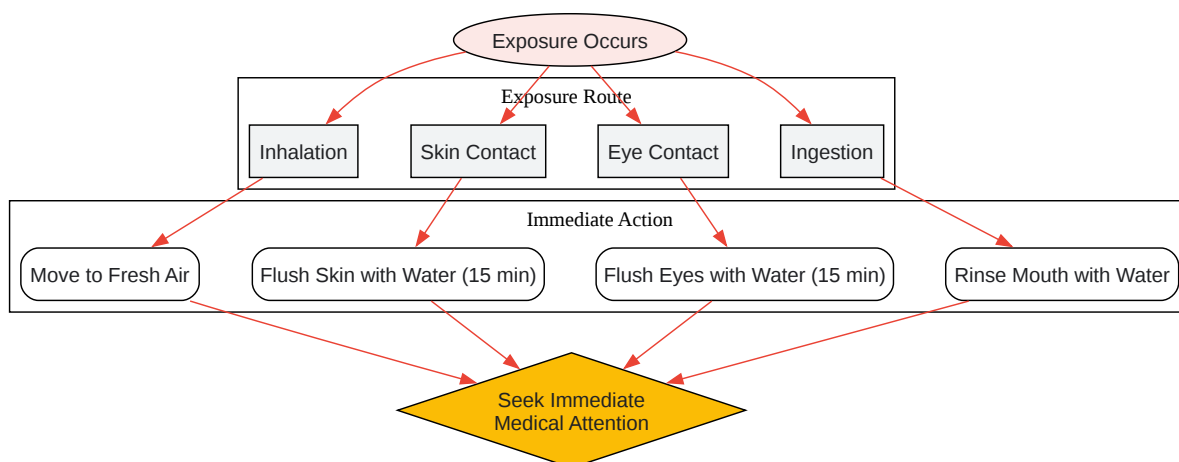 Exposure Occurs
Exposure Route
Inhalation
Skin Contact
Eye Contact
Ingestion
Immediate Action
Move to Fresh Air
Flush Skin with Water (15 min)
Flush Eyes with Water (15 min)
Rinse Mouth with Water
Seek Immediate
Medical Attention